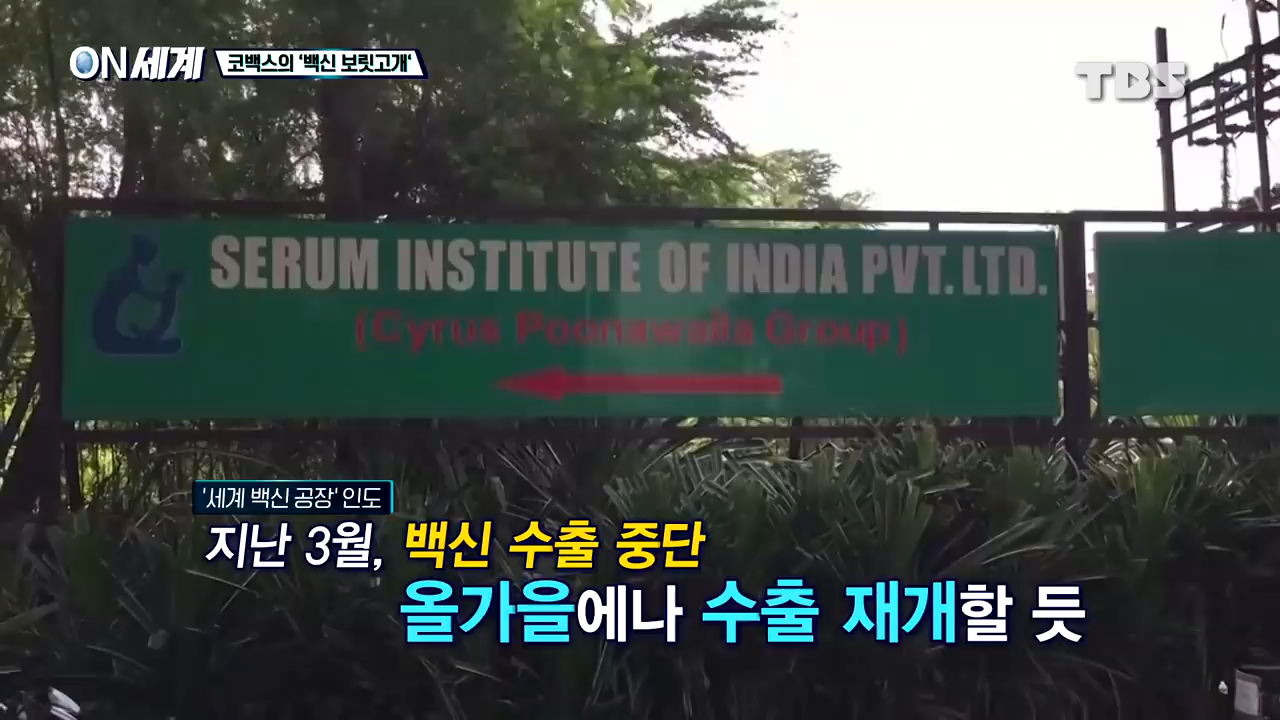 ON세계
코백스의 '백신 보릿고개'
TBS
SERUM INSTITUTE OF INDIA PVT. LTD.
(Cyrus Poonawalla Group)
'세계 백신 공장' 인도
지난 3월, 백신 수출 중단
올가을에나 수출 재개할 듯